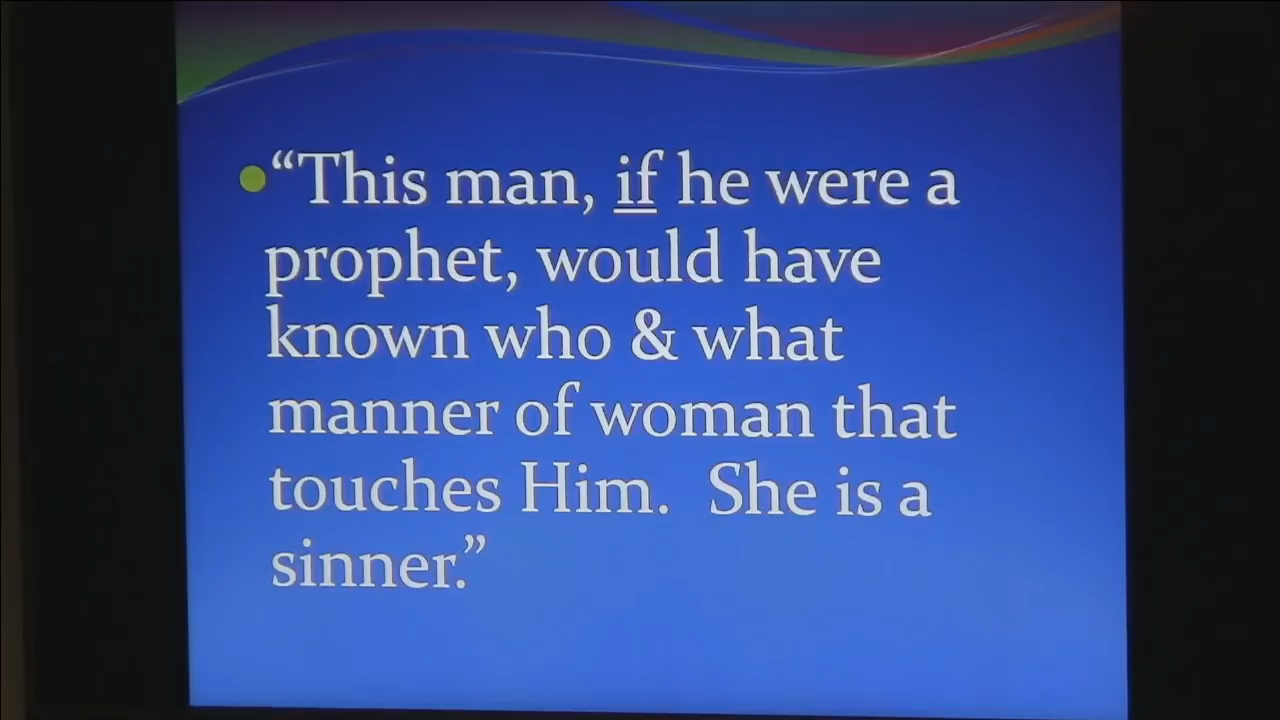 “This man, if he were a
prophet, would have
known who & what
manner of woman that
touches Him.  She is a
sinner.”